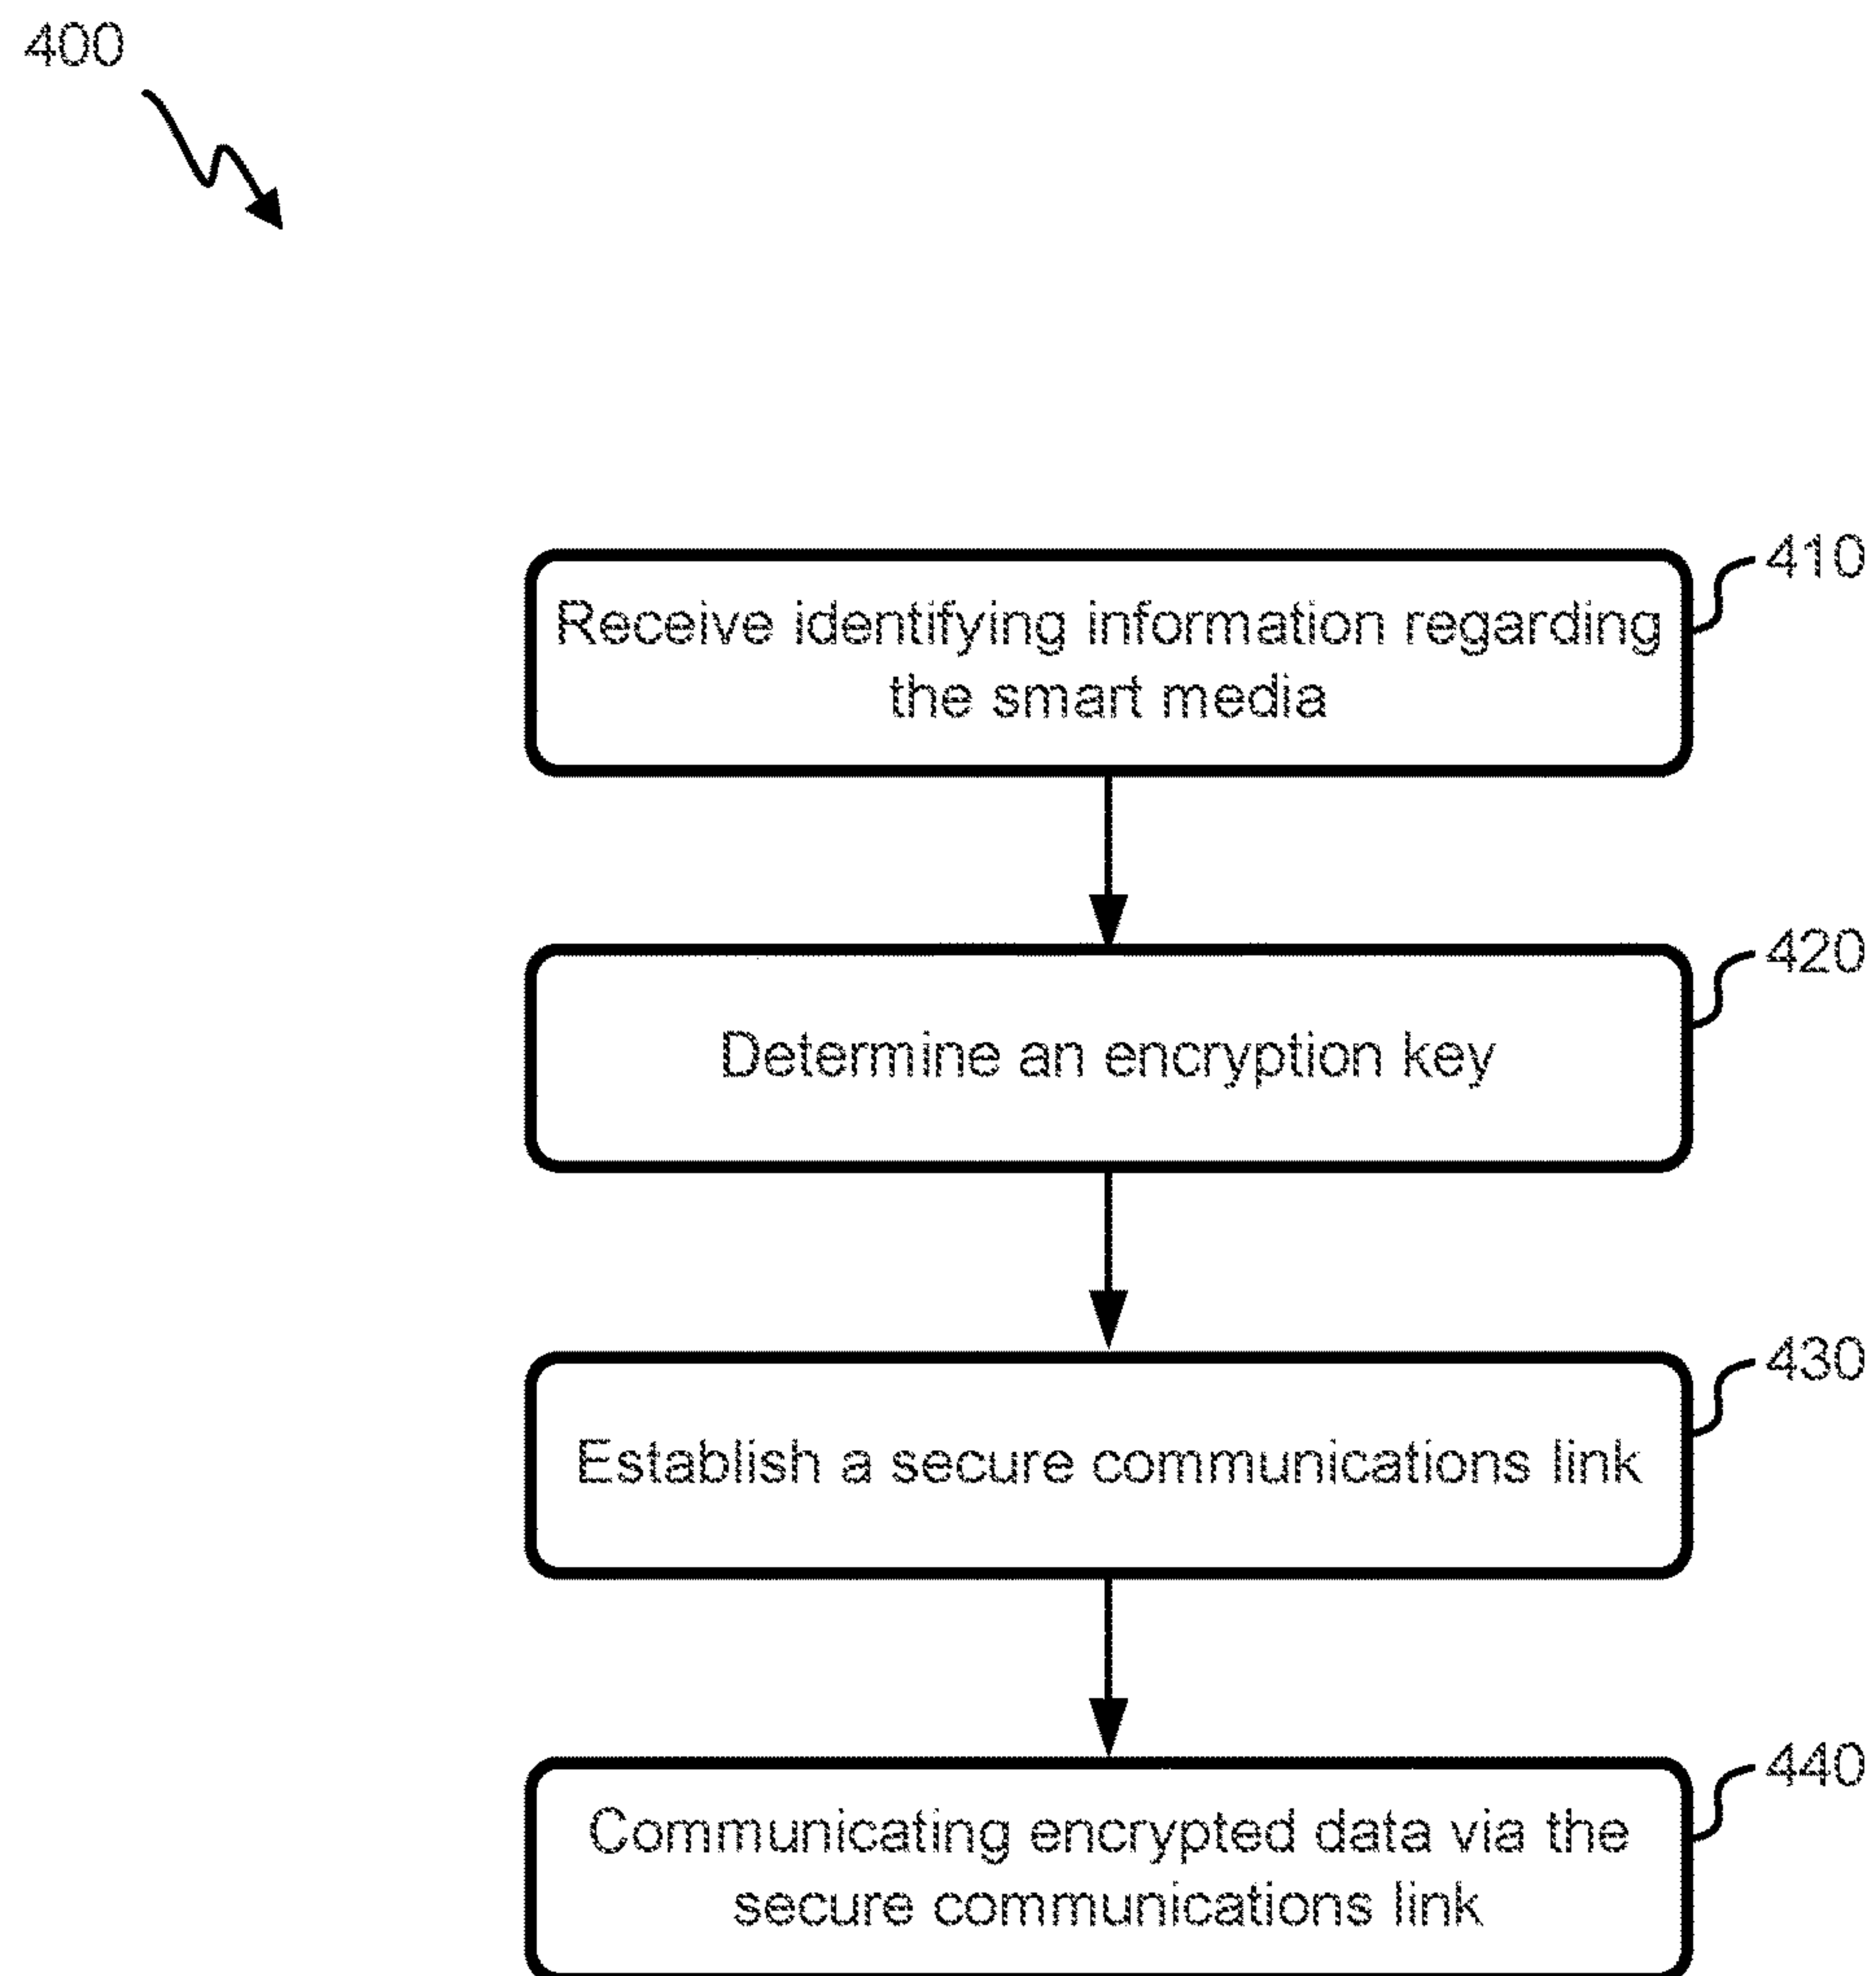 400
410
Receive identifying information regarding
the smart media
420
Determine an encryption key
430
Establish a secure communications link
440
Communicating encrypted data via the
secure communications link